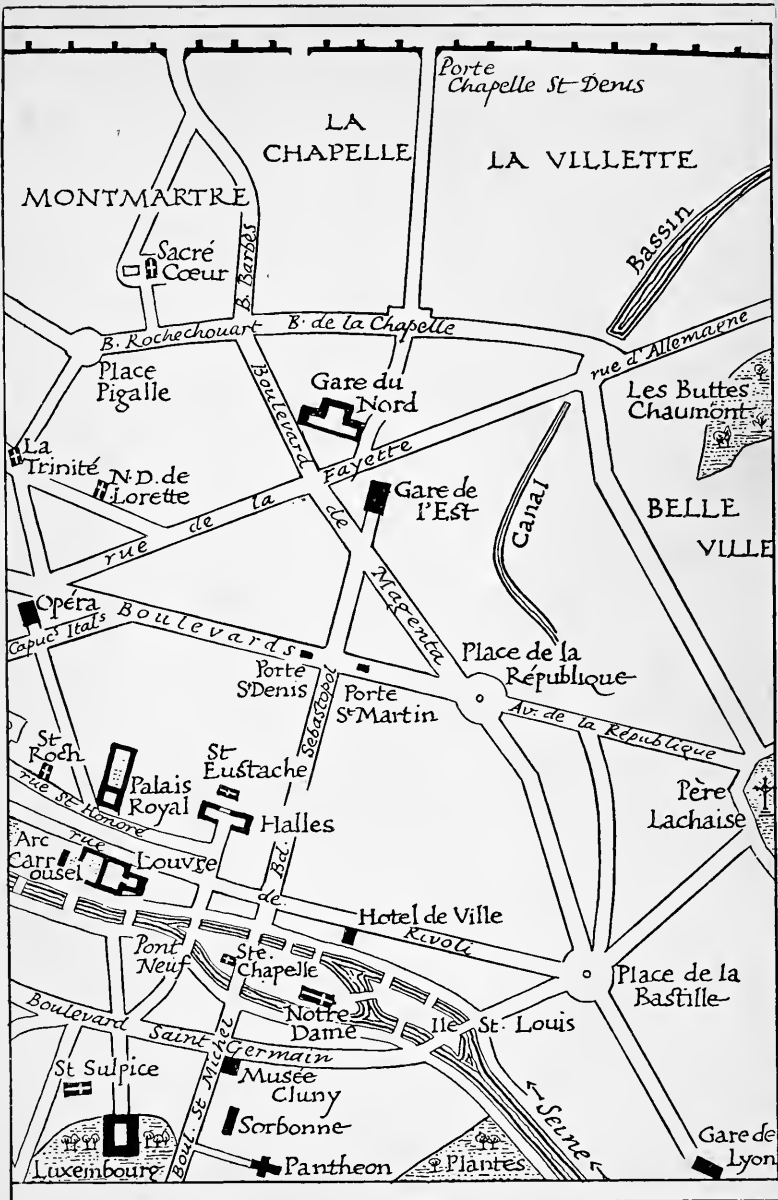 Porte
Chapelle St Denis
LA
CHAPELLE
LA VILLETTE
MONTMARTRE
Bassin
Sacré
Cœur
B. Barbès
B. Rochechouart
B. de la Chapelle
rue d'Allemagne
Place
Pigalle
Boulevard
de
Magenta
Gare du
Nord
Les Buttes
Chaumont
La
Trinité
N.D. de
Lorette
rue de la Fayette
Gare de
l'Est
Canal
BELLE
VILLE
Opéra
Capucs Itals
Boulevards
Porte
St Denis
Porte
St Martin
Place de la
République
Av. de la République
Bd. Sebastopol
St
Roch
Palais
Royal
St
Eustache
Halles
Père
Lachaise
rue St Honoré
Arc
Carr
ousel
Louvre
rue de Rivoli
Hotel de Ville
Pont
Neuf
Ste.
Chapelle
Notre
Dame
Ile St. Louis
Place de la
Bastille
Boulevard Saint Germain
St Sulpice
Boul. St Michel
Musée
Cluny
Sorbonne
Seine
Gare de
Lyon
Luxembourg
Pantheon
Plantes